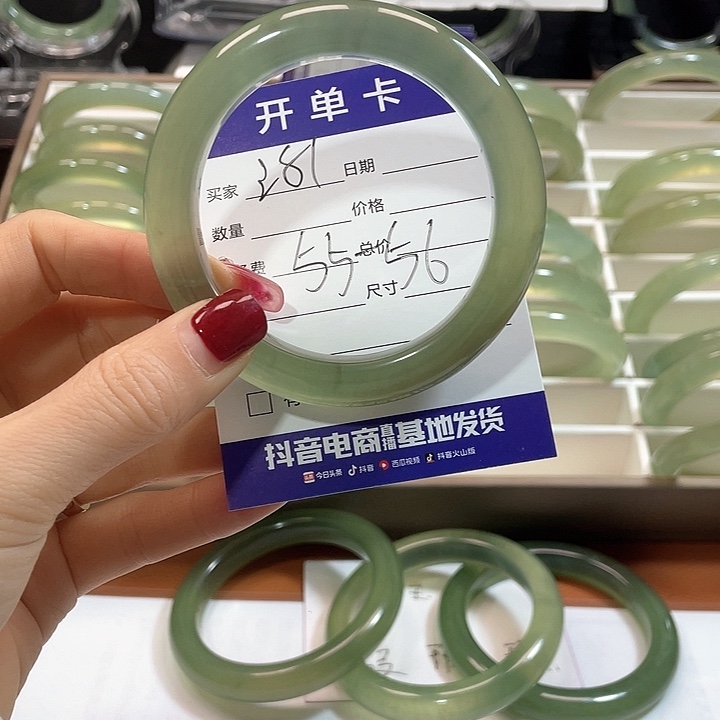 开单卡
买家 281 日期
数量 价格
费 55-56 总价
尺寸
抖音电商直播基地发货
今日头条 抖音 西瓜视频 抖音火山版